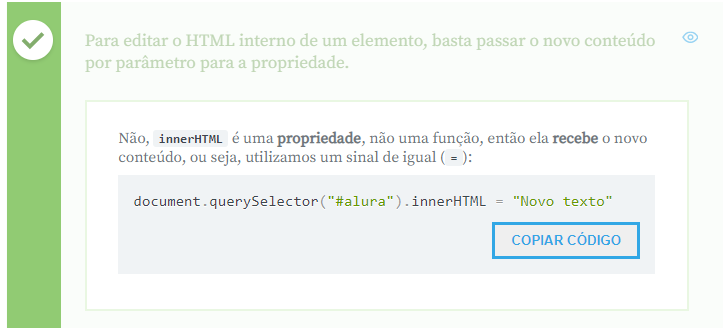 Para editar o HTML interno de um elemento, basta passar o novo conteúdo
por parâmetro para a propriedade.
Não, innerHTML é uma propriedade, não uma função, então ela recebe o novo
conteúdo, ou seja, utilizamos um sinal de igual ( = ):
document.querySelector("#alura").innerHTML = "Novo texto"
COPIAR CÓDIGO